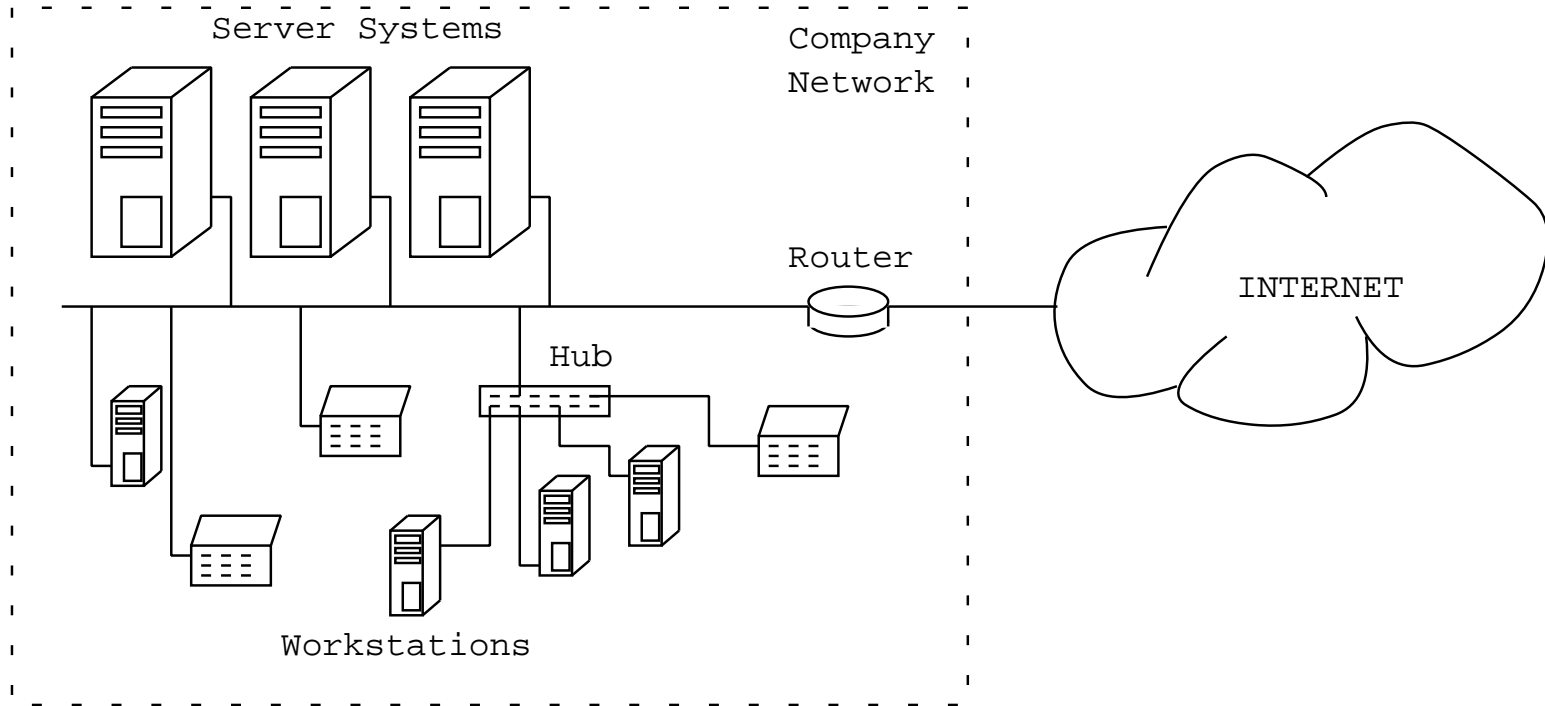 Server Systems
Company
Network
Router
INTERNET
Hub
Workstations